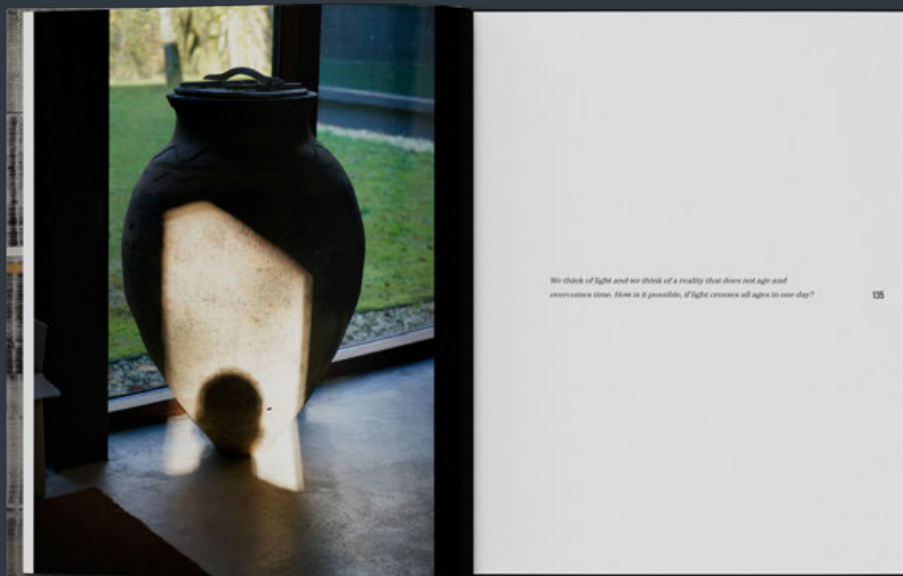 We think of light and we think of a reality that does not age and
overcomes time. How is it possible, if light crosses all ages in one day?
135